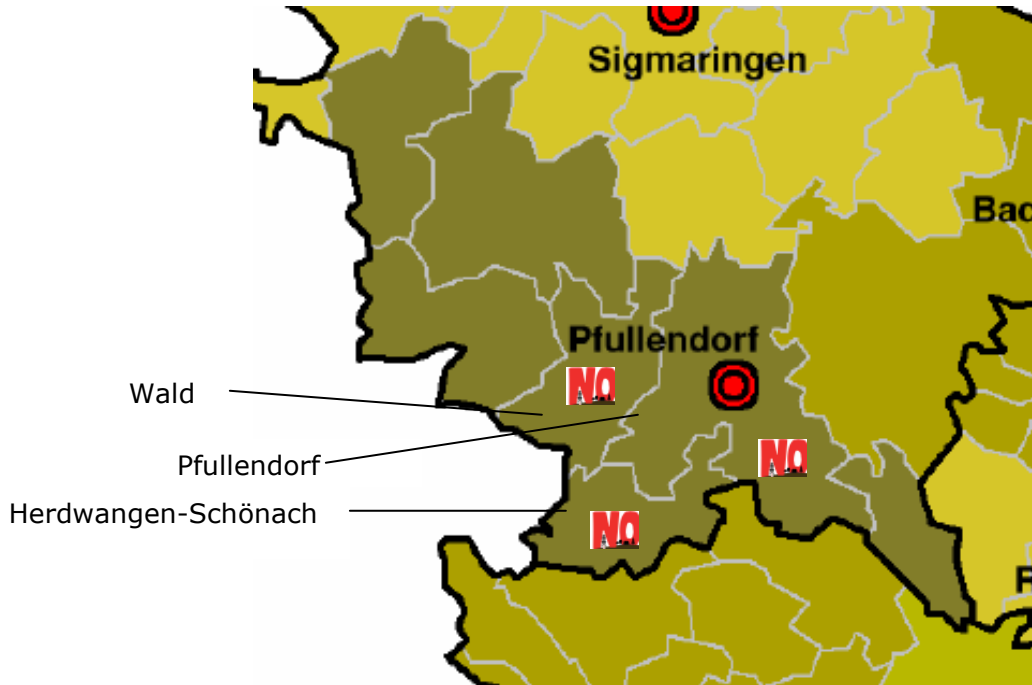 Sigmaringen
Bad
Pfullendorf
NO
Wald
NO
Pfullendorf
Herdwangen-Schönach
NO
R